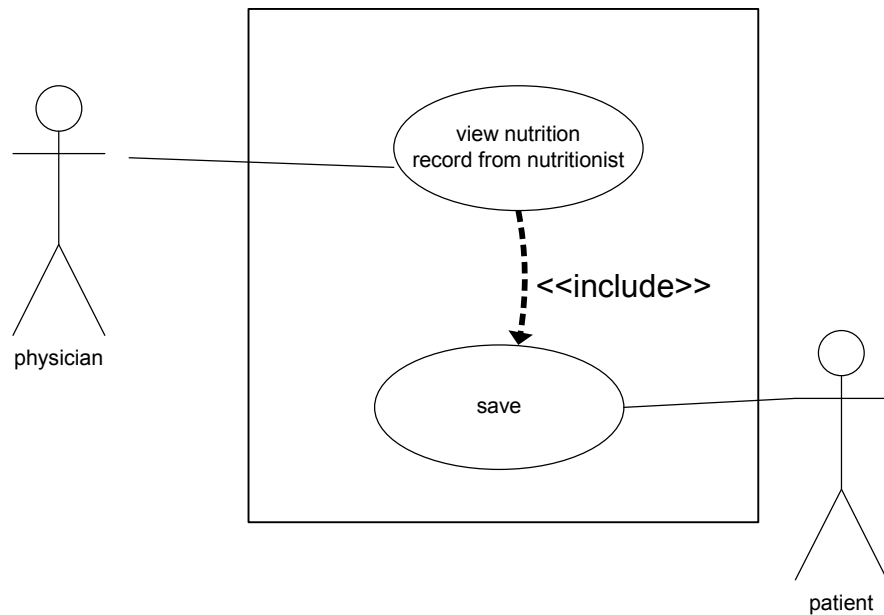 view nutrition
record from nutritionist
<<include>>
physician
save
patient